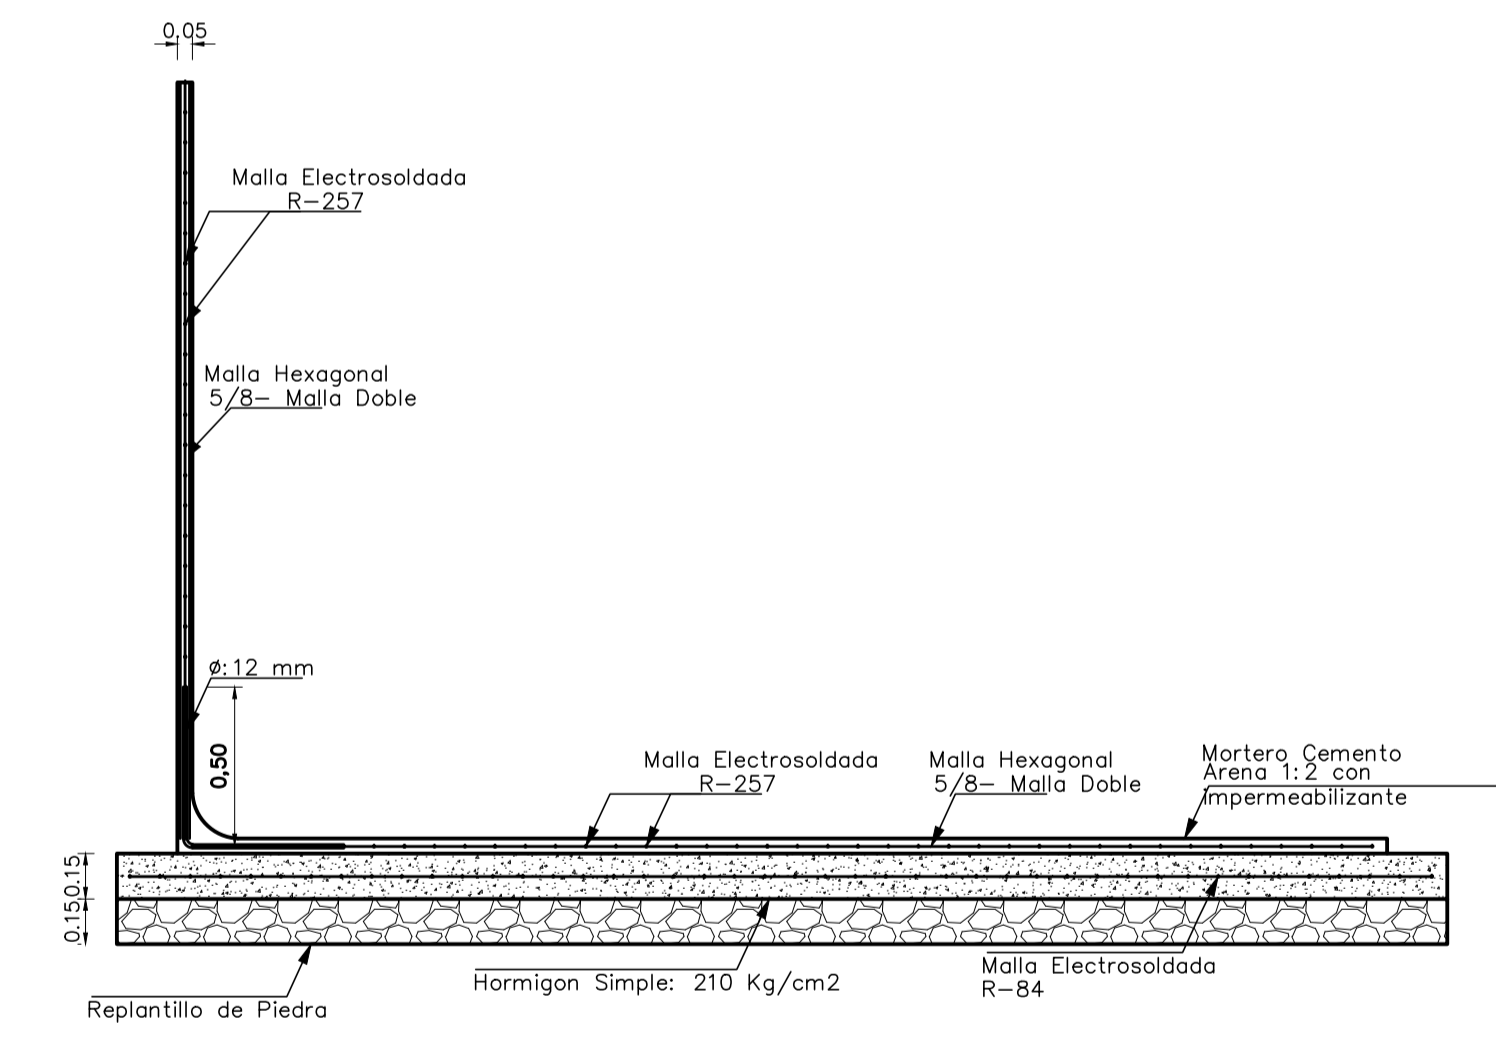 0,05
Malla Electrosoldada
R-257
Malla Hexagonal
5/8- Malla Doble
Ø:12 mm
0,50
Malla Electrosoldada
R-257
Malla Hexagonal
5/8- Malla Doble
Mortero Cemento
Arena 1:2 con
impermeabilizante
0.15
0.15
Hormigon Simple: 210 Kg/cm2
Malla Electrosoldada
R-84
Replantillo de Piedra